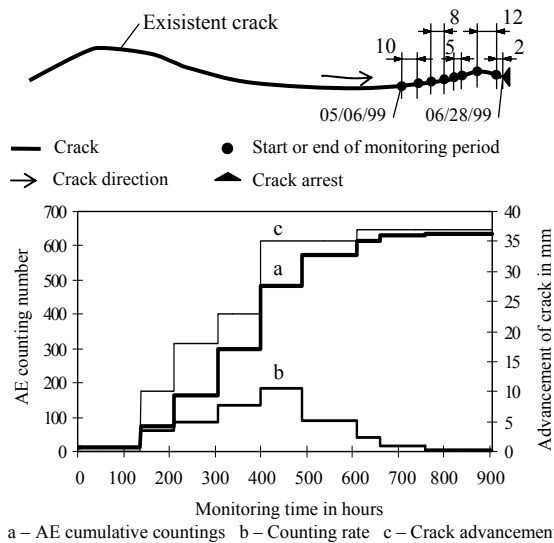 8
12
Exisistent crack
10
5
2
05/06/99
06/28/99
Crack
Start or end of monitoring period
Crack direction
Crack arrest
700
600
500
400
300
200
100
0
AE counting number
40
35
30
25
20
15
10
5
0
Advancement of crack in mm
c
a
b
0 100 200 300 400 500 600 700 800 900
Monitoring time in hours
a – AE cumulative countings b – Counting rate c – Crack advancement